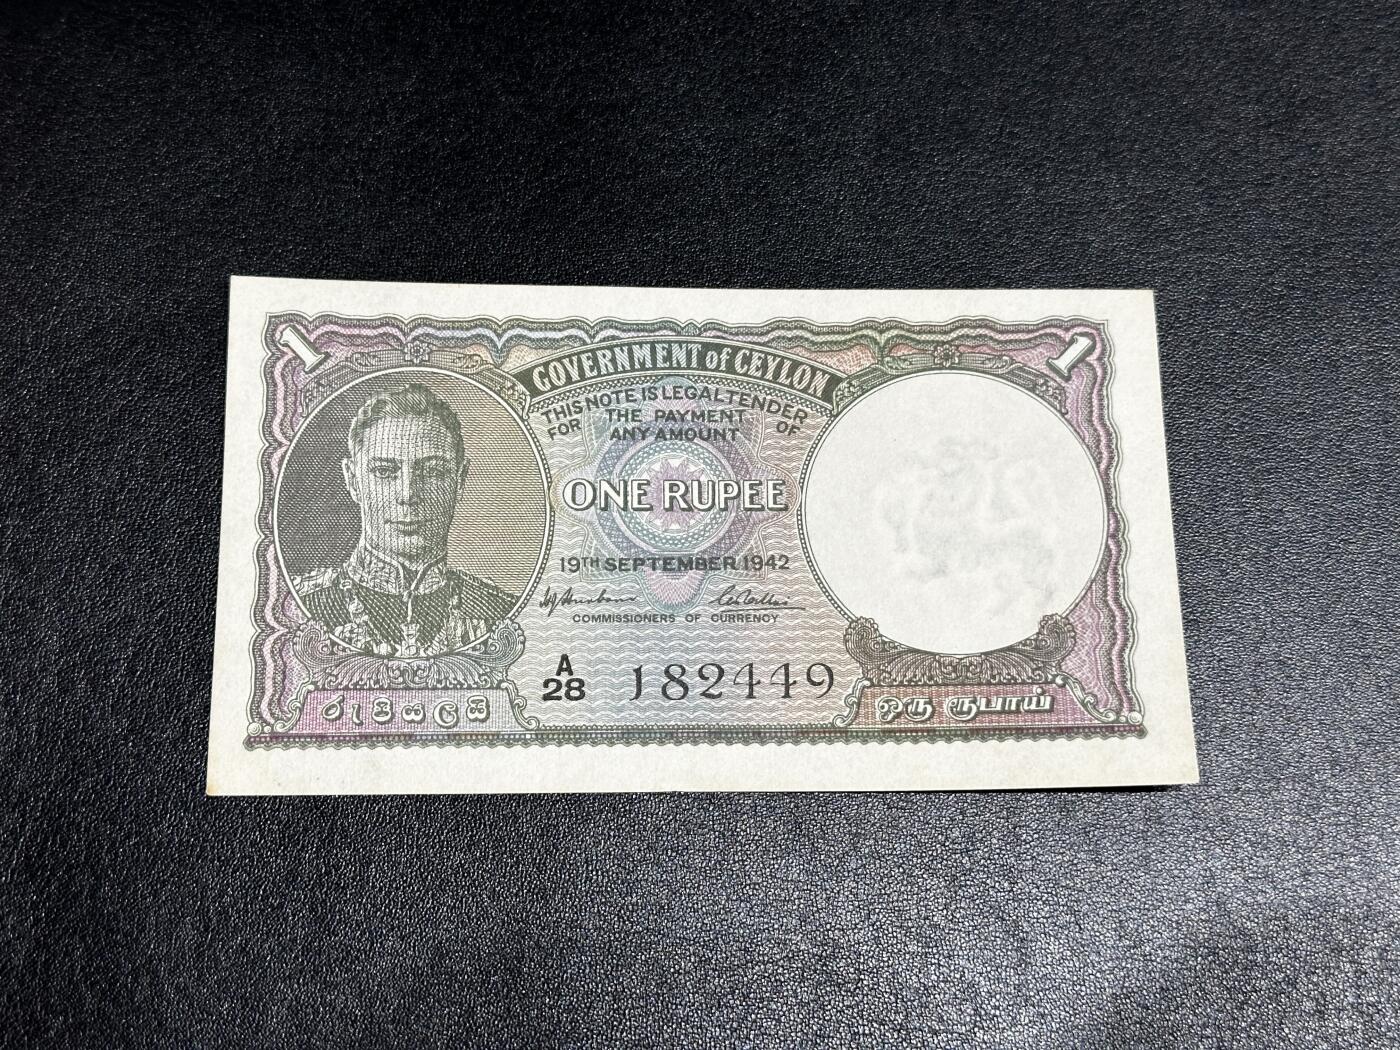 1
1
GOVERNMENT of CEYLON
THIS NOTE IS LEGAL TENDER
FOR THE PAYMENT OF
ANY AMOUNT
ONE RUPEE
19TH SEPTEMBER 1942
COMMISSIONERS OF CURRENCY
A
28 182449
රුපියලයි
ஒரு ரூபாய்